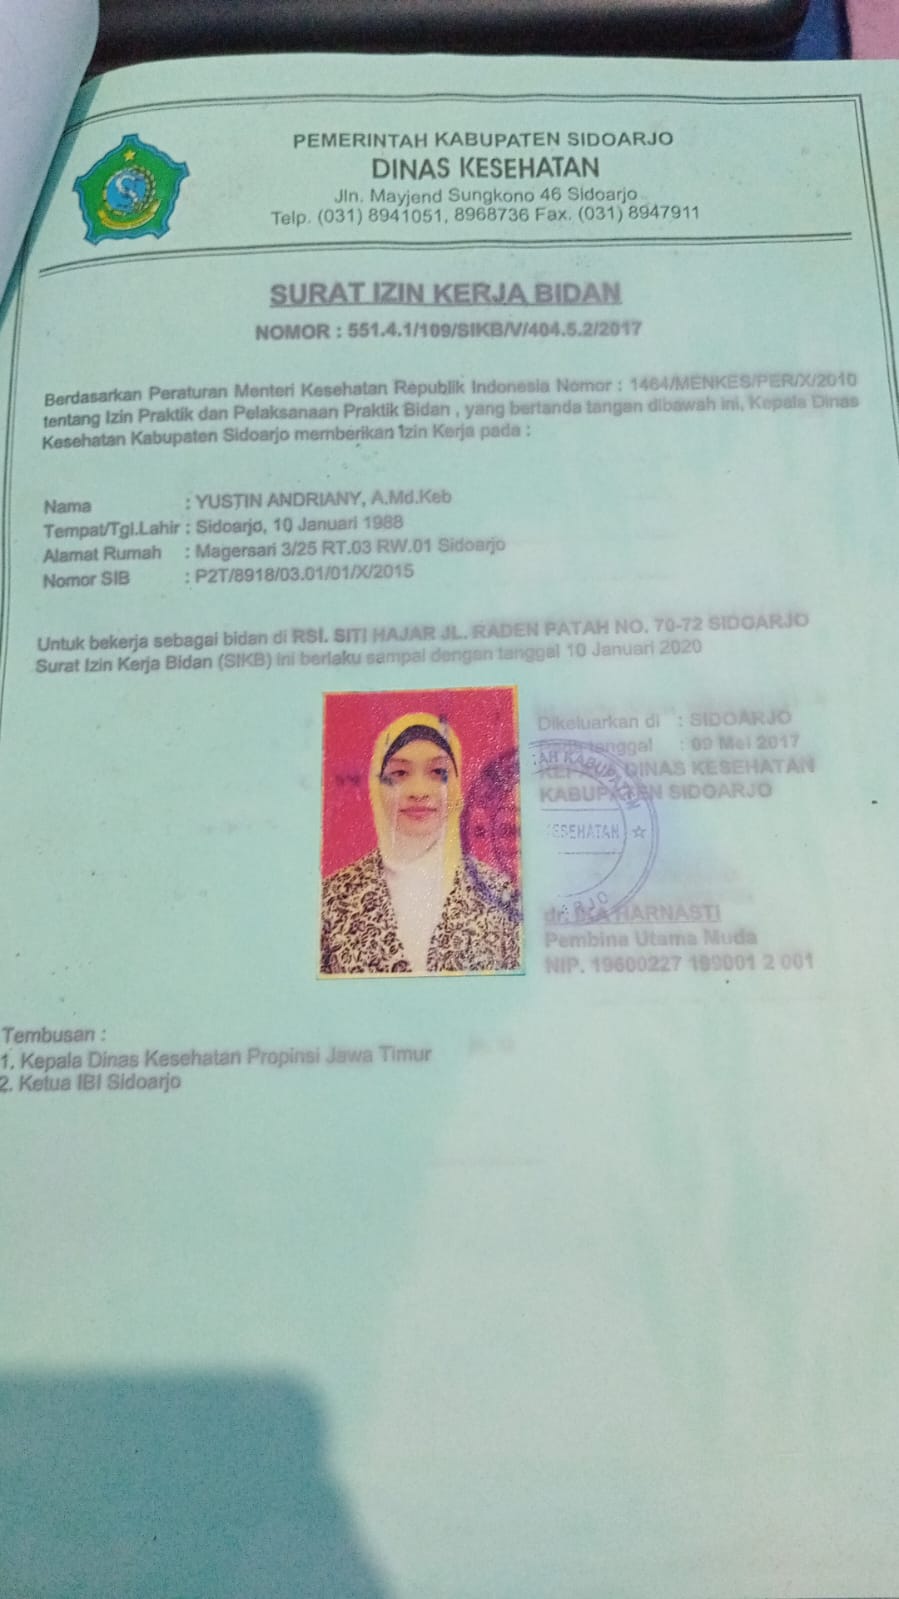 PEMERINTAH KABUPATEN SIDOARJO
DINAS KESEHATAN
Jln. Mayjend Sungkono 46 Sidoarjo
Telp. (031) 8941051, 8968736 Fax. (031) 8947911
SURAT IZIN KERJA BIDAN
NOMOR : 551.4.1/109/SIKB/V/404.5.2/2017
Berdasarkan Peraturan Menteri Kesehatan Republik Indonesia Nomor : 1464/MENKES/PER/X/2010
tentang Izin Praktik dan Pelaksanaan Praktik Bidan , yang bertanda tangan dibawah ini, Kepala Dinas
Kesehatan Kabupaten Sidoarjo memberikan Izin Kerja pada :
Nama : YUSTIN ANDRIANY, A.Md.Keb
Tempat/Tgl.Lahir : Sidoarjo, 10 Januari 1988
Alamat Rumah : Magersari 3/25 RT.03 RW.01 Sidoarjo
Nomor SIB : P2T/8918/03.01/01/X/2015
Untuk bekerja sebagai bidan di RSI. SITI HAJAR JL. RADEN PATAH NO. 70-72 SIDOARJO
Surat Izin Kerja Bidan (SIKB) ini berlaku sampai dengan tanggal 10 Januari 2020
Dikeluarkan di : SIDOARJO
Pada tanggal : 09 Mei 2017
KEPALA DINAS KESEHATAN
KABUPATEN SIDOARJO
KESEHATAN
dr. IKA HARNASTI
Pembina Utama Muda
NIP. 19600227 189001 2 001
Tembusan :
1. Kepala Dinas Kesehatan Propinsi Jawa Timur
2. Ketua IBI Sidoarjo